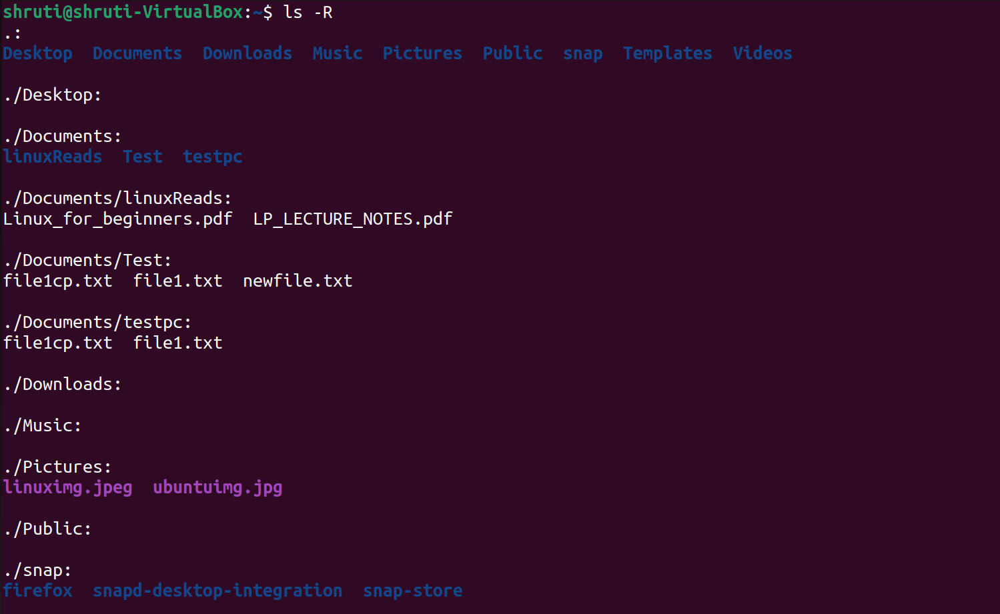 shruti@shruti-VirtualBox:~$ ls -R
.:
Desktop  Documents  Downloads  Music  Pictures  Public  snap  Templates  Videos

./Desktop:

./Documents:
linuxReads  Test  testpc

./Documents/linuxReads:
Linux_for_beginners.pdf  LP_LECTURE_NOTES.pdf

./Documents/Test:
file1cp.txt  file1.txt  newfile.txt

./Documents/testpc:
file1cp.txt  file1.txt

./Downloads:

./Music:

./Pictures:
linuximg.jpeg  ubuntuimg.jpg

./Public:

./snap:
firefox  snapd-desktop-integration  snap-store